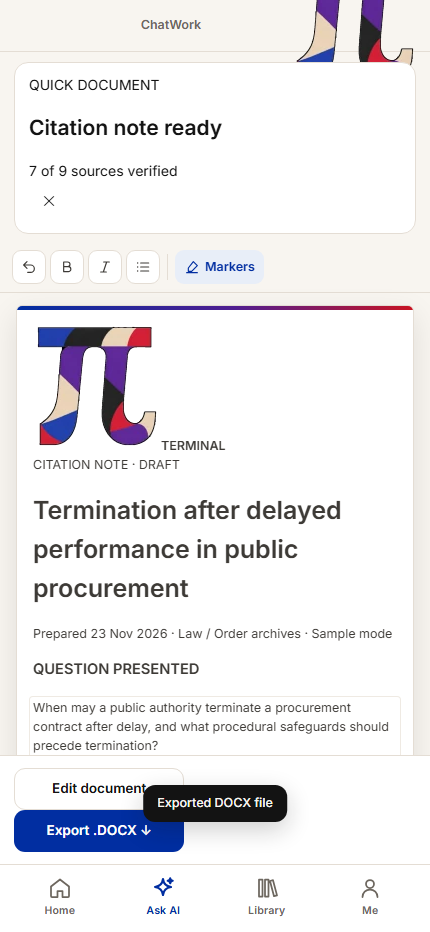 ChatWork
QUICK DOCUMENT
Citation note ready
7 of 9 sources verified
B
I
Markers
TERMINAL
CITATION NOTE · DRAFT
Termination after delayed
performance in public
procurement
Prepared 23 Nov 2026 · Law / Order archives · Sample mode
QUESTION PRESENTED
When may a public authority terminate a procurement
contract after delay, and what procedural safeguards should
precede termination?
Edit document
Exported DOCX file
Export .DOCX ↓
Home
Ask AI
Library
Me